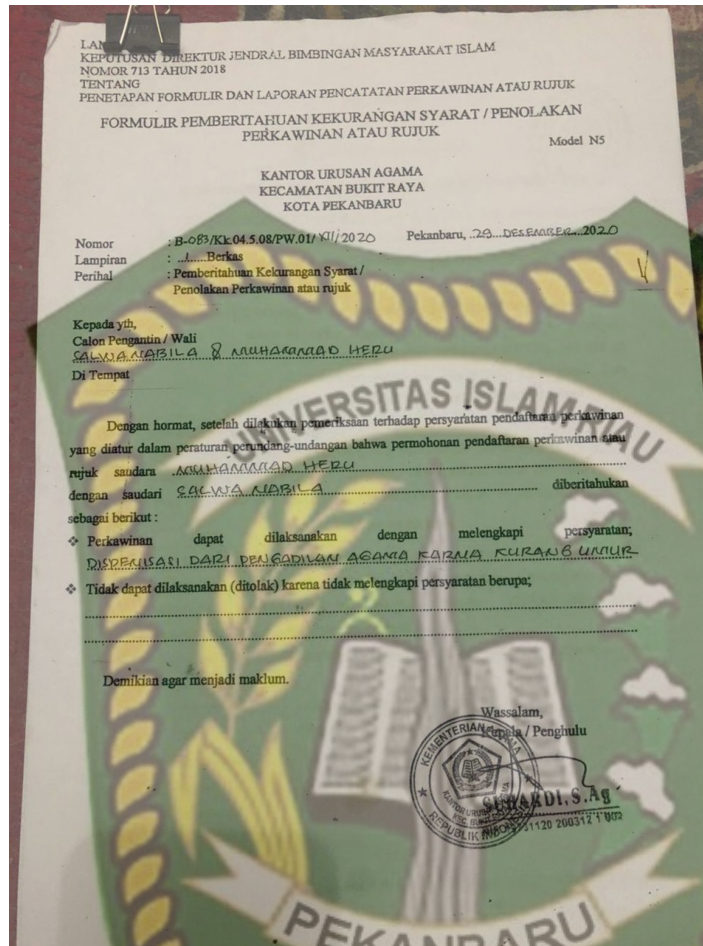 KEPUTUSAN DIREKTUR JENDRAL BIMBINGAN MASYARAKAT ISLAM
NOMOR 713 TAHUN 2018
TENTANG
PENETAPAN FORMULIR DAN LAPORAN PENCATATAN PERKAWINAN ATAU RUJUK
FORMULIR PEMBERITAHUAN KEKURANGAN SYARAT / PENOLAKAN
PERKAWINAN ATAU RUJUK
Model N5
KANTOR URUSAN AGAMA
KECAMATAN BUKIT RAYA
KOTA PEKANBARU
Nomor : B-083/Kk.04.5.08/PW.01/XII/2020 Pekanbaru, 29 DESEMBER 2020
Lampiran : ../.....Berkas
Perihal : Pemberitahuan Kekurangan Syarat /
Penolakan Perkawinan atau rujuk
Kepada yth,
Calon Pengantin / Wali
SALWA NABILA & MUHAMMAD HERU
Di Tempat
Dengan hormat, setelah dilakukan pemeriksaan terhadap persyaratan pendaftaran perkawinan
yang diatur dalam peraturan perundang-undangan bahwa permohonan pendaftaran perkawinan atau
rujuk saudara MUHAMMAD HERU
dengan saudari SALWA NABILA diberitahukan
sebagai berikut :
❖ Perkawinan dapat dilaksanakan dengan melengkapi persyaratan;
DISPENSASI DARI PENGADILAN AGAMA KARNA KURANG UMUR
❖ Tidak dapat dilaksanakan (ditolak) karena tidak melengkapi persyaratan berupa;
Demikian agar menjadi maklum.
Wassalam,
Kepala / Penghulu
KEMENTERIAN AGAMA
KANTOR URUSAN AGAMA
REPUBLIK INDONESIA
SUHARDI, S.Ag
UNIVERSITAS ISLAM RIAU
PEKANBARU